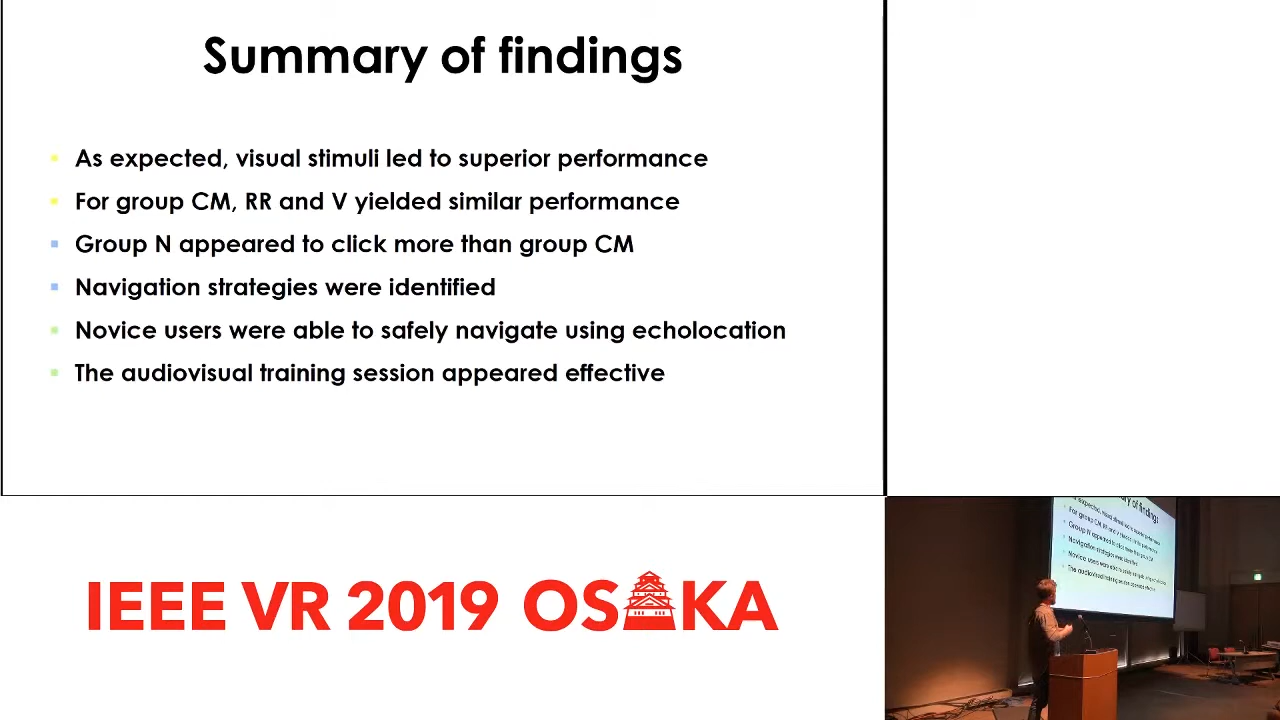 Summary of findings
As expected, visual stimuli led to superior performance
For group CM, RR and V yielded similar performance
Group N appeared to click more than group CM
Navigation strategies were identified
Novice users were able to safely navigate using echolocation
The audiovisual training session appeared effective
IEEE VR 2019 OSAKA